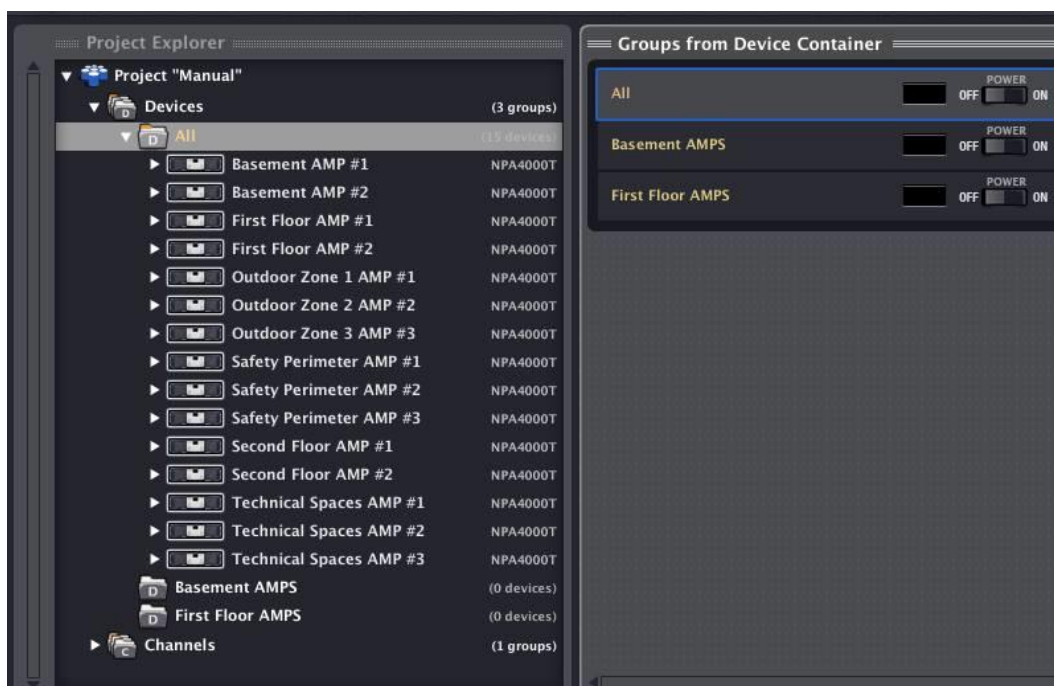 Project Explorer
Project "Manual"
Devices (3 groups)
All (15 devices)
Basement AMP #1 NPA4000T
Basement AMP #2 NPA4000T
First Floor AMP #1 NPA4000T
First Floor AMP #2 NPA4000T
Outdoor Zone 1 AMP #1 NPA4000T
Outdoor Zone 2 AMP #2 NPA4000T
Outdoor Zone 3 AMP #3 NPA4000T
Safety Perimeter AMP #1 NPA4000T
Safety Perimeter AMP #2 NPA4000T
Safety Perimeter AMP #3 NPA4000T
Second Floor AMP #1 NPA4000T
Second Floor AMP #2 NPA4000T
Technical Spaces AMP #1 NPA4000T
Technical Spaces AMP #2 NPA4000T
Technical Spaces AMP #3 NPA4000T
D Basement AMPS (0 devices)
D First Floor AMPS (0 devices)
C Channels (1 groups)
Groups from Device Container
POWER
All OFF ON
POWER
Basement AMPS OFF ON
POWER
First Floor AMPS OFF ON